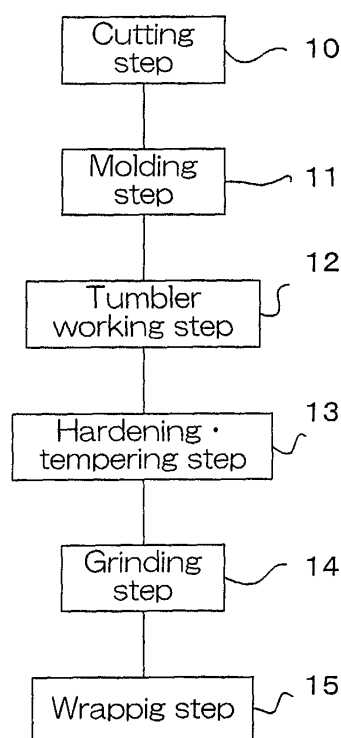 Cutting
step
10
Molding
step
11
Tumbler
working step
12
Hardening・
tempering step
13
Grinding
step
14
Wrappig step
15